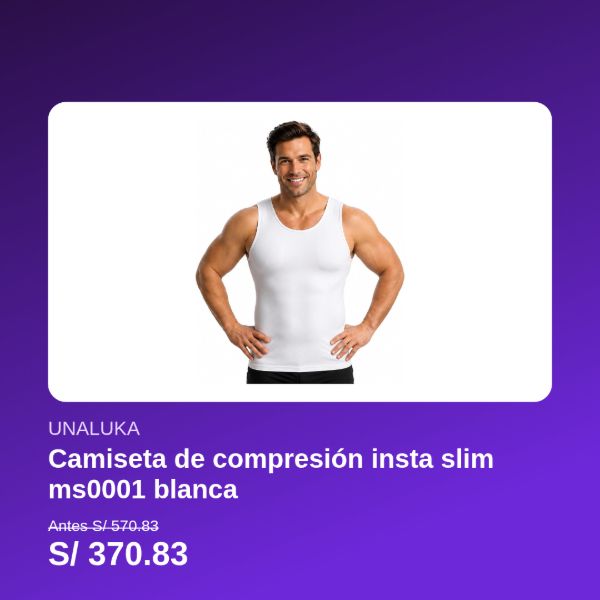 UNALUKA
Camiseta de compresión insta slim
ms0001 blanca
Antes S/ 570.83
S/ 370.83